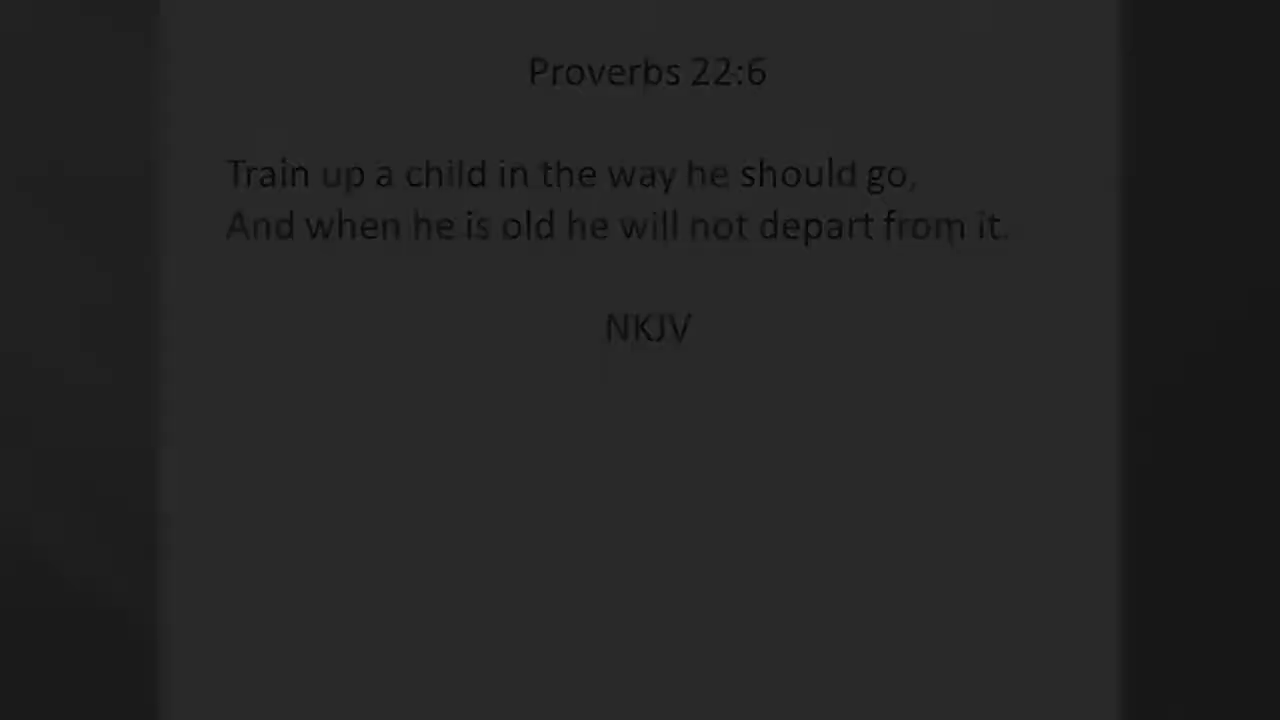 Proverbs 22:6
Train up a child in the way he should go,
And when he is old he will not depart from it.
NKJV